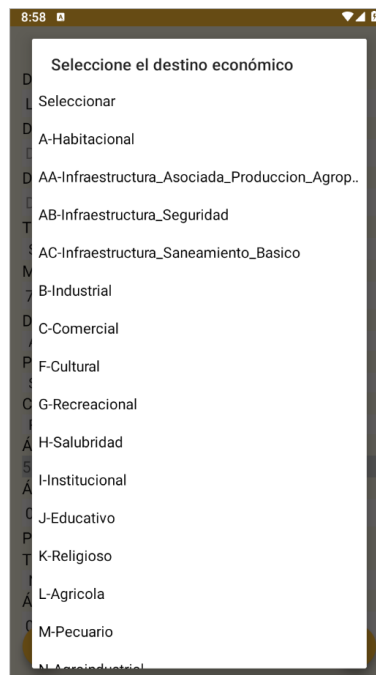 8:58
Seleccione el destino económico
Seleccionar
A-Habitacional
AA-Infraestructura_Asociada_Produccion_Agrop..
AB-Infraestructura_Seguridad
AC-Infraestructura_Saneamiento_Basico
B-Industrial
C-Comercial
F-Cultural
G-Recreacional
H-Salubridad
I-Institucional
J-Educativo
K-Religioso
L-Agricola
M-Pecuario
N-Agroindustrial